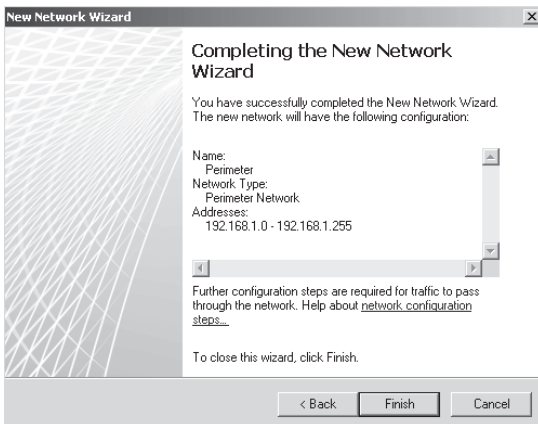 New Network Wizard
Completing the New Network
Wizard
You have successfully completed the New Network Wizard.
The new network will have the following configuration:
Name:
Perimeter
Network Type:
Perimeter Network
Addresses:
192.168.1.0 - 192.168.1.255
Further configuration steps are required for traffic to pass
through the network. Help about network configuration
steps...
To close this wizard, click Finish.
< Back Finish Cancel